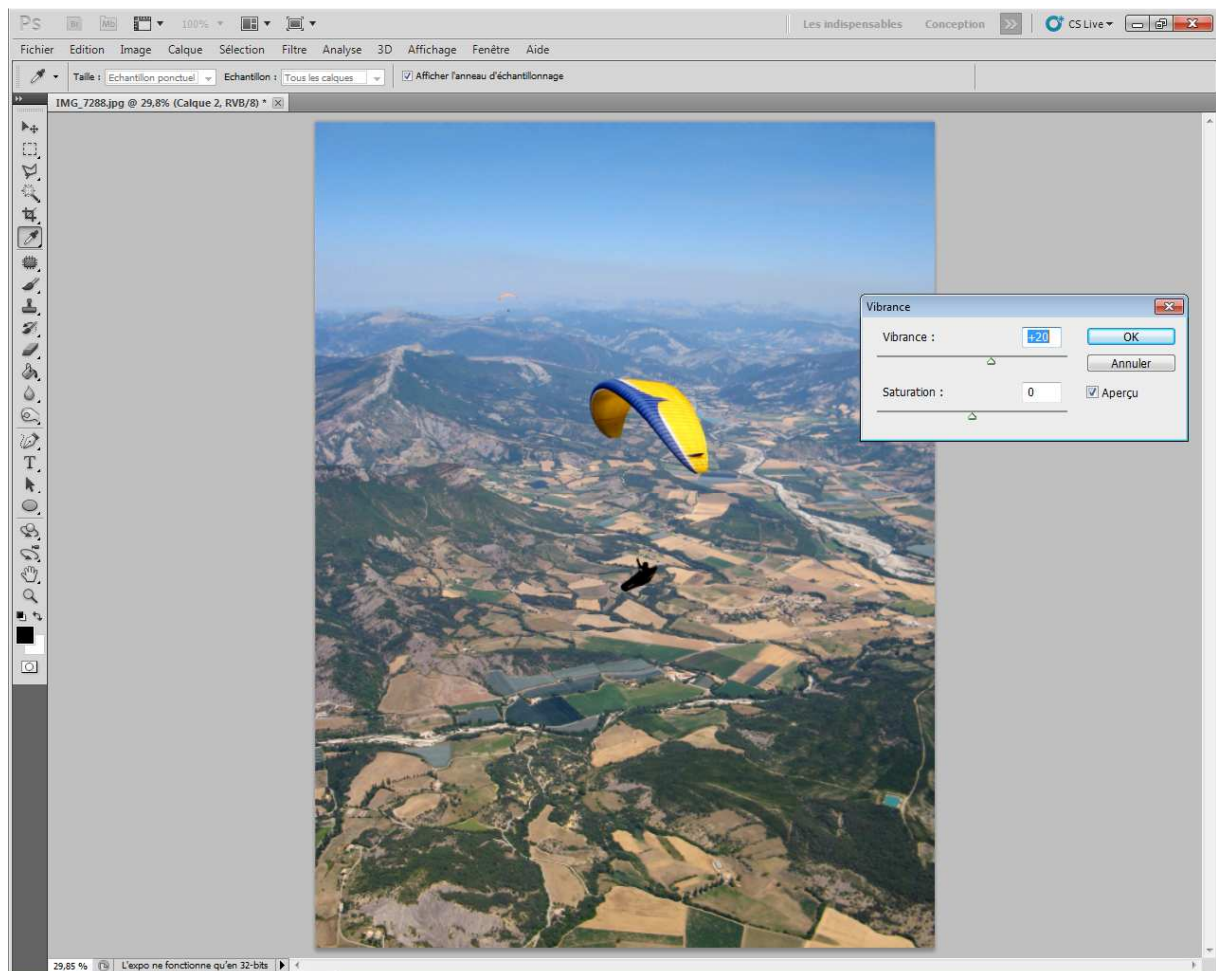 Ps Br Mb 100% Les indispensables Conception >> CS Live
Fichier Edition Image Calque Sélection Filtre Analyse 3D Affichage Fenêtre Aide
Taille : Echantillon ponctuel Echantillon : Tous les calques Afficher l'anneau d'échantillonnage
IMG_7288.jpg @ 29,8% (Calque 2, RVB/8) *
Vibrance
Vibrance : +20 OK
Annuler
Saturation : 0 Aperçu
T
29,85 % L'expo ne fonctionne qu'en 32-bits